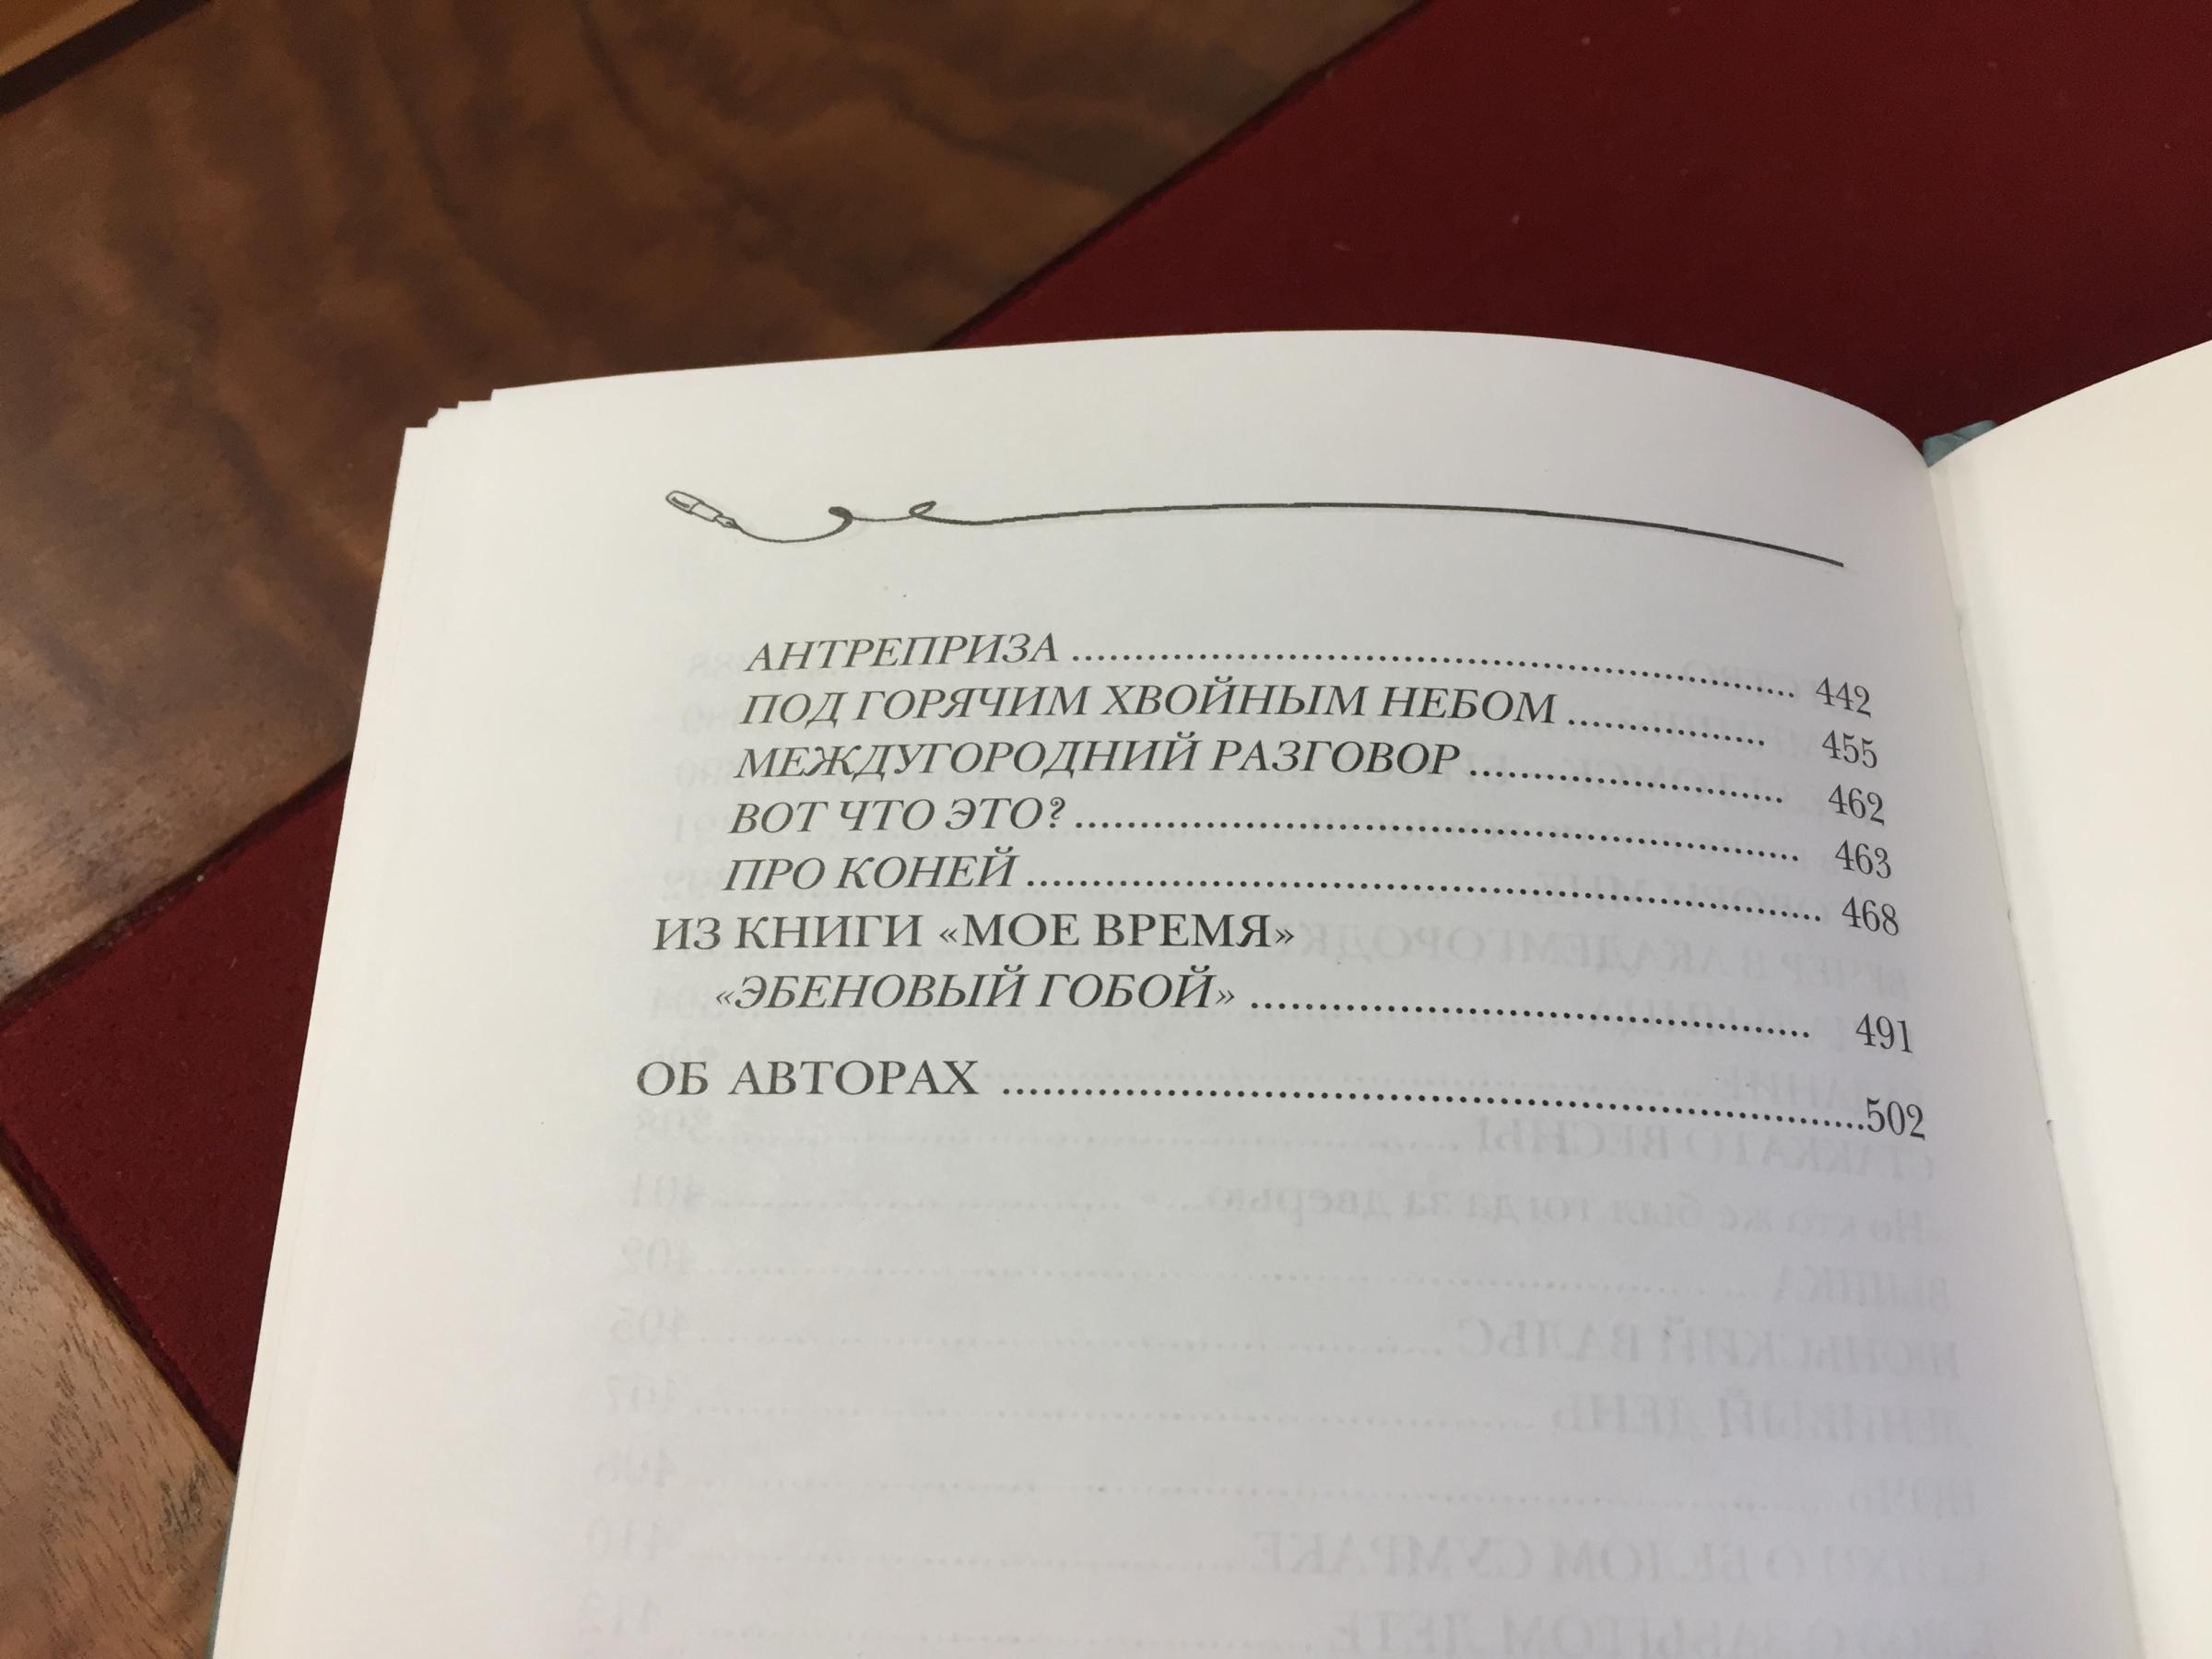 АНТРЕПРИЗА ........ 442
ПОД ГОРЯЧИМ ХВОЙНЫМ НЕБОМ ........ 455
МЕЖДУГОРОДНИЙ РАЗГОВОР ........ 462
ВОТ ЧТО ЭТО? ........ 463
ПРО КОНЕЙ ........ 468
ИЗ КНИГИ «МОЕ ВРЕМЯ»
«ЭБЕНОВЫЙ ГОБОЙ» ........ 491
ОБ АВТОРАХ ........ 502